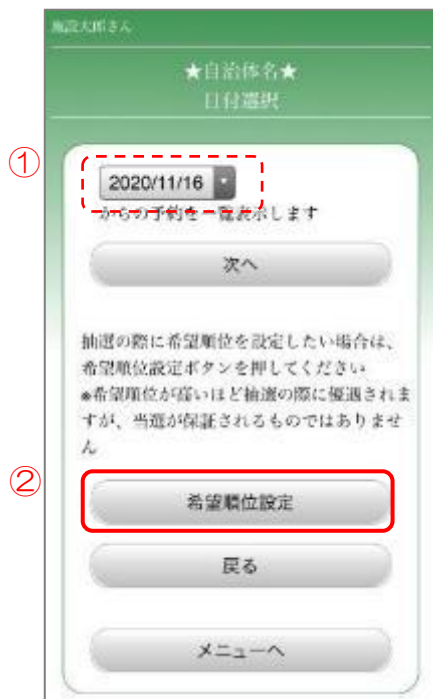 施設太郎さん
★自治体名★
日付選択
①
2020/11/16
からの予約を一覧表示します
次へ
抽選の際に希望順位を設定したい場合は、
希望順位設定ボタンを押してください
※希望順位が高いほど抽選の際に優遇されま
すが、当選が保証されるものではありませ
ん
②
希望順位設定
戻る
メニューへ